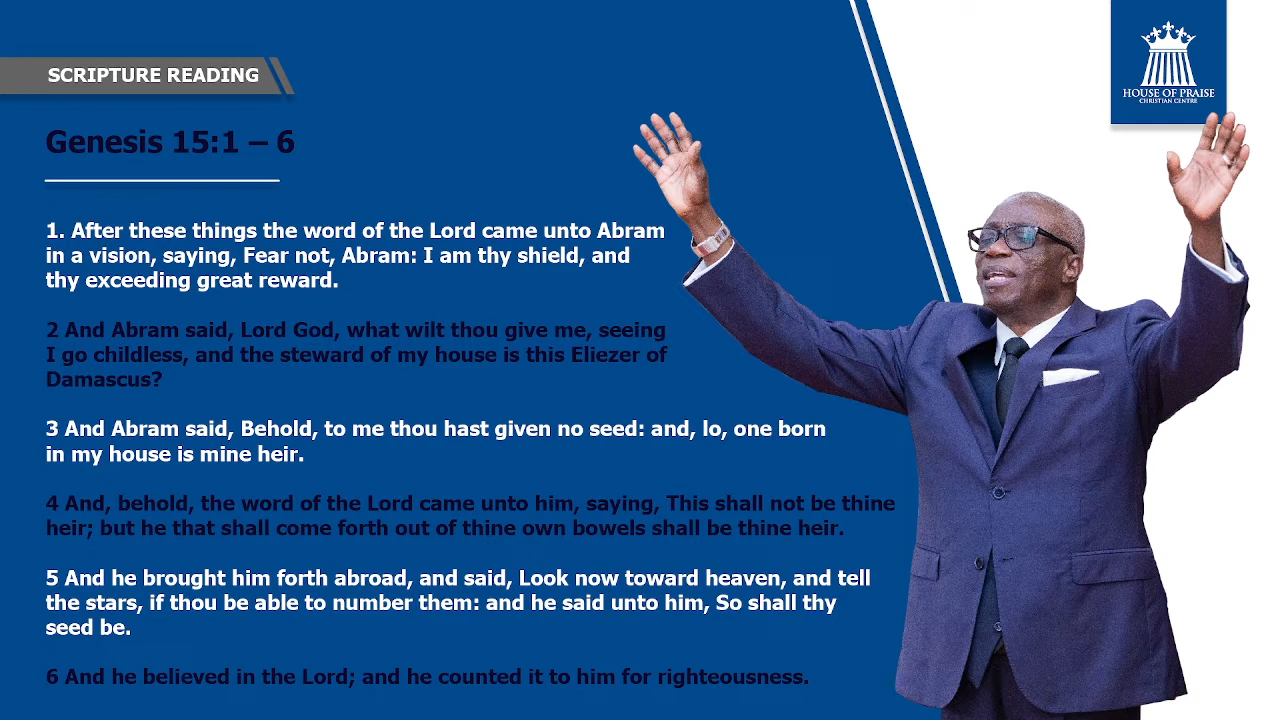 SCRIPTURE READING
HOUSE OF PRAISE
CHRISTIAN CENTRE
Genesis 15:1 – 6
1. After these things the word of the Lord came unto Abram
in a vision, saying, Fear not, Abram: I am thy shield, and
thy exceeding great reward.
2 And Abram said, Lord God, what wilt thou give me, seeing
I go childless, and the steward of my house is this Eliezer of
Damascus?
3 And Abram said, Behold, to me thou hast given no seed: and, lo, one born
in my house is mine heir.
4 And, behold, the word of the Lord came unto him, saying, This shall not be thine
heir; but he that shall come forth out of thine own bowels shall be thine heir.
5 And he brought him forth abroad, and said, Look now toward heaven, and tell
the stars, if thou be able to number them: and he said unto him, So shall thy
seed be.
6 And he believed in the Lord; and he counted it to him for righteousness.